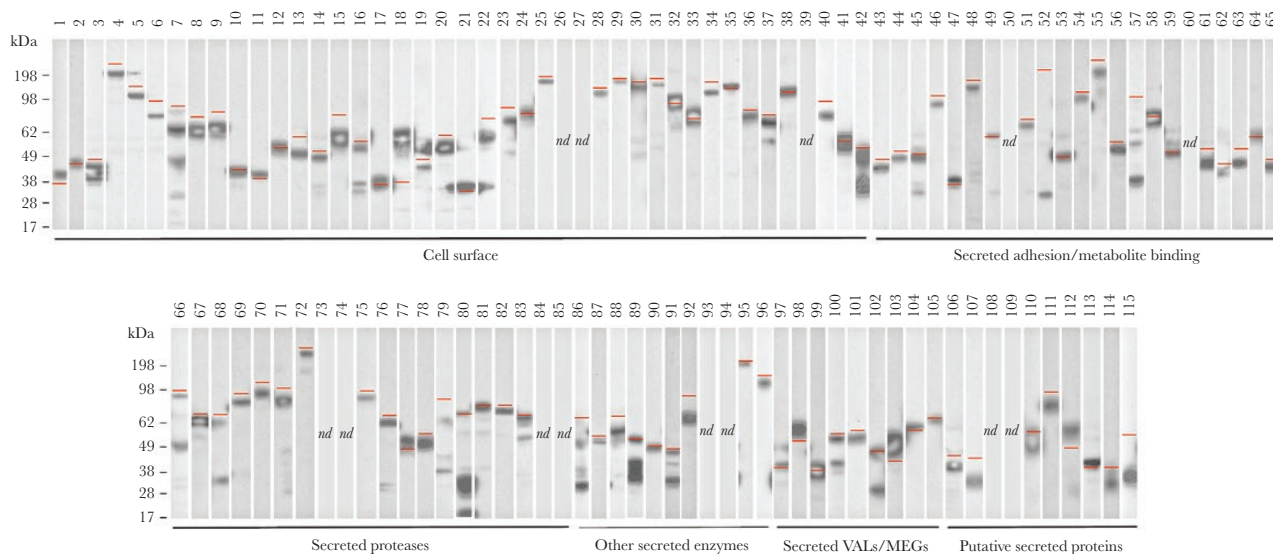 1 2 3 4 5 6 7 8 9 10 11 12 13 14 15 16 17 18 19 20 21 22 23 24 25 26 27 28 29 30 31 32 33 34 35 36 37 38 39 40 41 42 43 44 45 46 47 48 49 50 51 52 53 54 55 56 57 58 59 60 61 62 63 64 65
kDa
198
98
62
49
38
28
17
nd nd nd nd nd
Cell surface Secreted adhesion/metabolite binding
66 67 68 69 70 71 72 73 74 75 76 77 78 79 80 81 82 83 84 85 86 87 88 89 90 91 92 93 94 95 96 97 98 99 100 101 102 103 104 105 106 107 108 109 110 111 112 113 114 115
kDa
198
98
62
49
38
28
17
nd nd nd nd nd nd nd nd
Secreted proteases Other secreted enzymes Secreted VALs/MEGs Putative secreted proteins